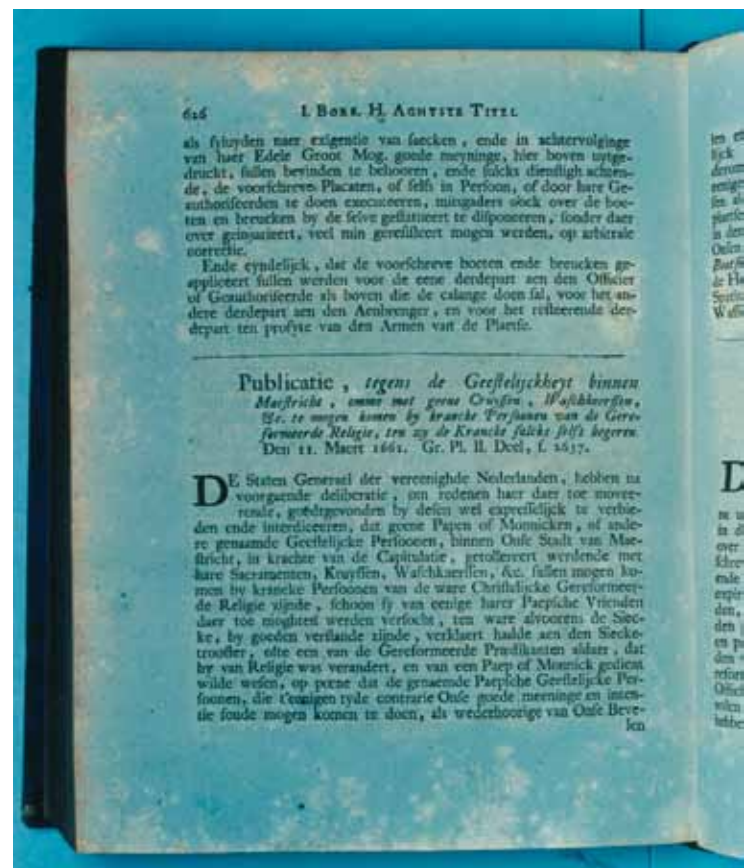 626 I. BOEK. H. ACHTSTE TITEL
als syluyden naer exigentie van saecken, ende in achtervolginge
van haer Edele Groot Mog. goede meyninge, hier boven uytge-
druckt, sullen bevinden te behooren, ende sulcks dienstigh achten-
de, de voorschreve Placaten, of selfs in Persoon, of door hare Ge-
authoriseerden te doen executeeren, mitsgaders oock over de boe-
ten en breucken by de selve gestatueert te disponeeren, sonder daer
over geinjurieert, veel min geresisteert mogen werden, op arbitrale
correctie.
Ende eyndelijck, dat de voorschreve boeten ende breucken ge-
appliceert sullen werden voor de eene derdepart aen den Officier
of Geauthoriseerde als boven die de calange doen sal, voor het an-
dere derdepart aen den Aenbrenger, en voor het resteerende der-
depart ten profyte van den Armen van de Plaetse.
Publicatie, tegens de Geestelijckheyt binnen
Maestricht, omme met geene Cruyssen, Waschkaerssen,
&c. te mogen komen by krancke Persoonen van de Gere-
formeerde Religie, ten zy de Krancke sulcks selfs begeren.
Den 11. Maert 1661. Gr. Pl. II. Deel, f. 2637.
DE Staten Generael der vereenighde Nederlanden, hebben na
voorgaende deliberatie, om redenen haer daer toe movee-
rende, goedtgevonden by desen wel expresselijck te verbie-
den ende interdiceeren, dat geene Papen of Monnicken, of ande-
re genaamde Geestelijcke Persoonen, binnen Onse Stadt van Mae-
stricht, in krachte van de Capitulatie, getollereert werdende met
hare Sacramenten, Kruyssen, Waschkaerssen, &c. sullen mogen ko-
men by krancke Persoonen van de ware Christelijcke Gereformeer-
de Religie zijnde, schoon sy van eenige harer Paepsche Vrienden
daer toe moghten werden versocht, ten ware alvoorens de Siec-
ke, by goeden verstande zijnde, verklaert hadde aen den Siecke-
trooster, ofte een van de Gereformeerde Prædikanten aldaer, dat
hy van Religie was verandert, en van een Paep of Monnick gedient
wilde wesen, op poene dat de genaemde Paepsche Geestelijcke Per-
soonen, die t'eenigen tyde contrarie Onse goede meeninge en inten-
tie soude mogen komen te doen, als wederhoorige van Onse Beve-
len